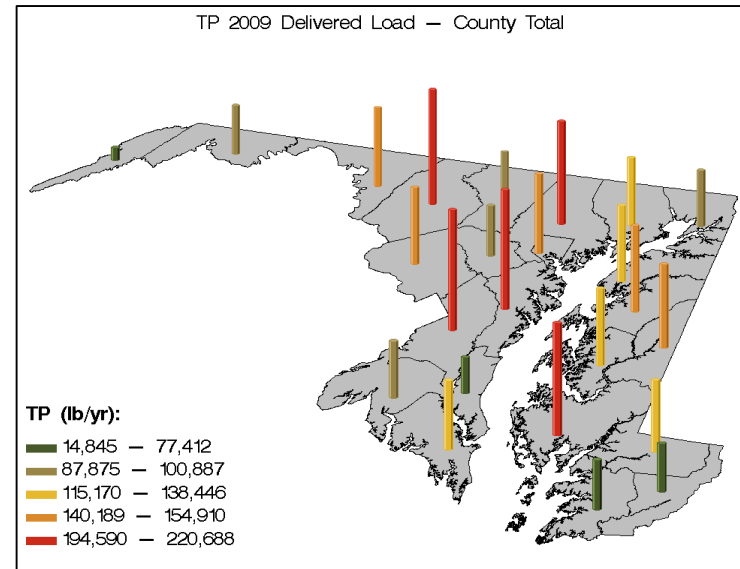 TP 2009 Delivered Load – County Total
TP (lb/yr):
14,845 – 77,412
87,875 – 100,887
115,170 – 138,446
140,189 – 154,910
194,590 – 220,688